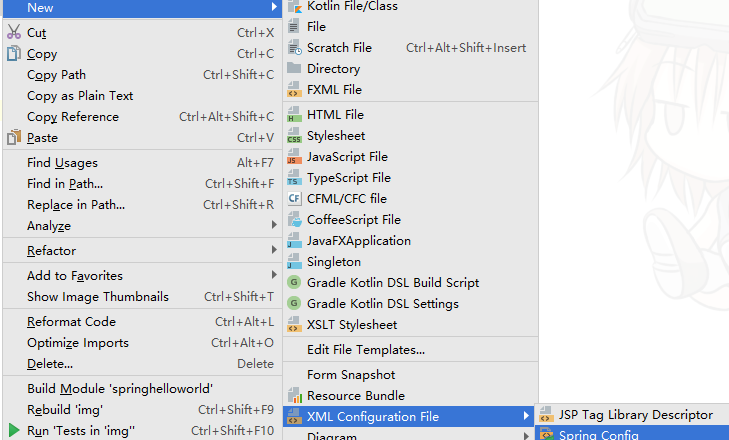 New
Cut Ctrl+X
Copy Ctrl+C
Copy Path Ctrl+Shift+C
Copy as Plain Text
Copy Reference Ctrl+Alt+Shift+C
Paste Ctrl+V
Find Usages Alt+F7
Find in Path... Ctrl+Shift+F
Replace in Path... Ctrl+Shift+R
Analyze
Refactor
Add to Favorites
Show Image Thumbnails Ctrl+Shift+T
Reformat Code Ctrl+Alt+L
Optimize Imports Ctrl+Alt+O
Delete... Delete
Build Module 'springhelloworld'
Rebuild 'img' Ctrl+Shift+F9
Run 'Tests in 'img'' Ctrl+Shift+F10
Kotlin File/Class
File
Scratch File Ctrl+Alt+Shift+Insert
Directory
FXML File
H HTML File
CSS Stylesheet
JS JavaScript File
TS TypeScript File
CF CFML/CFC file
CoffeeScript File
J JavaFXApplication
J Singleton
G Gradle Kotlin DSL Build Script
G Gradle Kotlin DSL Settings
XSLT Stylesheet
Edit File Templates...
Form Snapshot
Resource Bundle
XML Configuration File
Diagram
JSP Tag Library Descriptor
Spring Config